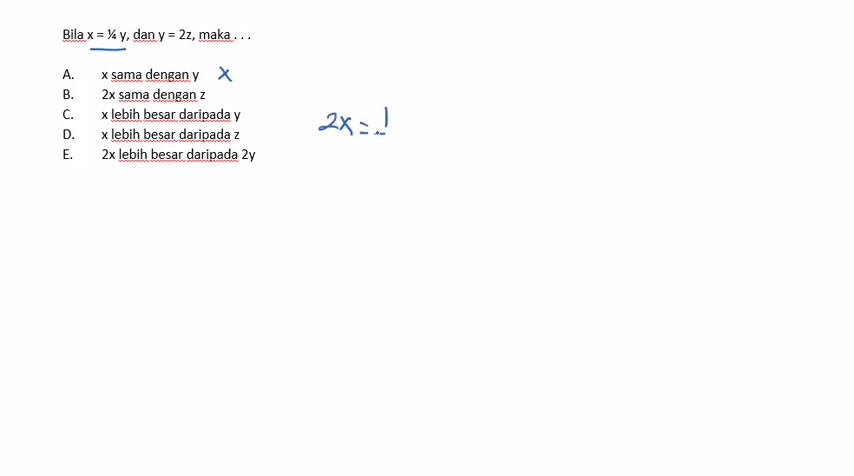 Bila x = ¼ y, dan y = 2z, maka . . .
A. x sama dengan y x
B. 2x sama dengan z
C. x lebih besar daripada y
D. x lebih besar daripada z
E. 2x lebih besar daripada 2y
2x = 1